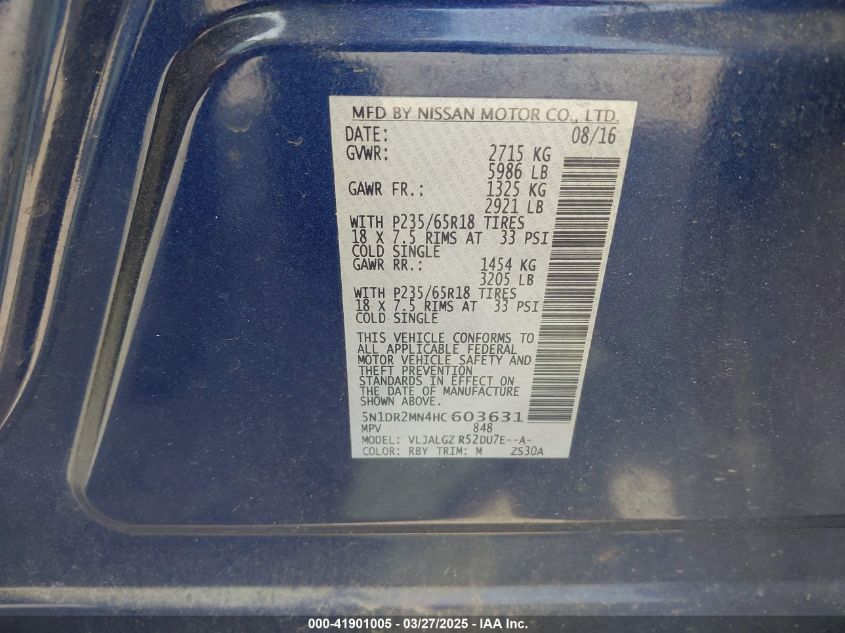 MFD BY NISSAN MOTOR CO., LTD.
DATE: 08/16
GVWR: 2715 KG
5986 LB
GAWR FR.: 1325 KG
2921 LB
WITH P235/65R18 TIRES
18 X 7.5 RIMS AT 33 PSI
COLD SINGLE
GAWR RR.: 1454 KG
3205 LB
WITH P235/65R18 TIRES
18 X 7.5 RIMS AT 33 PSI
COLD SINGLE
THIS VEHICLE CONFORMS TO
ALL APPLICABLE FEDERAL
MOTOR VEHICLE SAFETY AND
THEFT PREVENTION
STANDARDS IN EFFECT ON
THE DATE OF MANUFACTURE
SHOWN ABOVE.
5N1DR2MN4HC603631
MPV 848
MODEL: VLJALGZ R52DU7E--A-
COLOR: RBY TRIM: M ZS30A
000-41901005 — 03/27/2025 — IAA Inc.